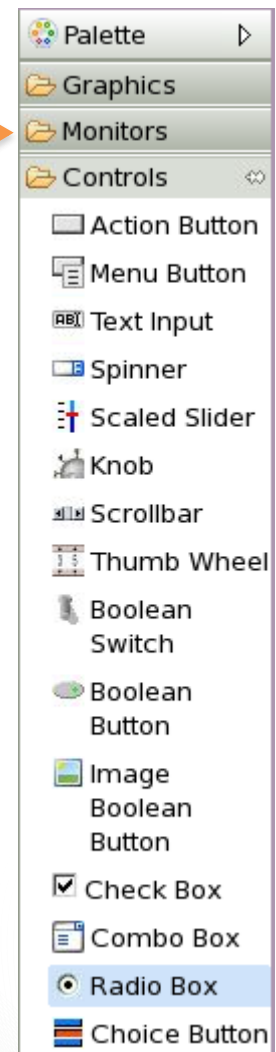 Palette
Graphics
Monitors
Controls
Action Button
Menu Button
Text Input
Spinner
Scaled Slider
Knob
Scrollbar
Thumb Wheel
Boolean
Switch
Boolean
Button
Image
Boolean
Button
Check Box
Combo Box
Radio Box
Choice Button